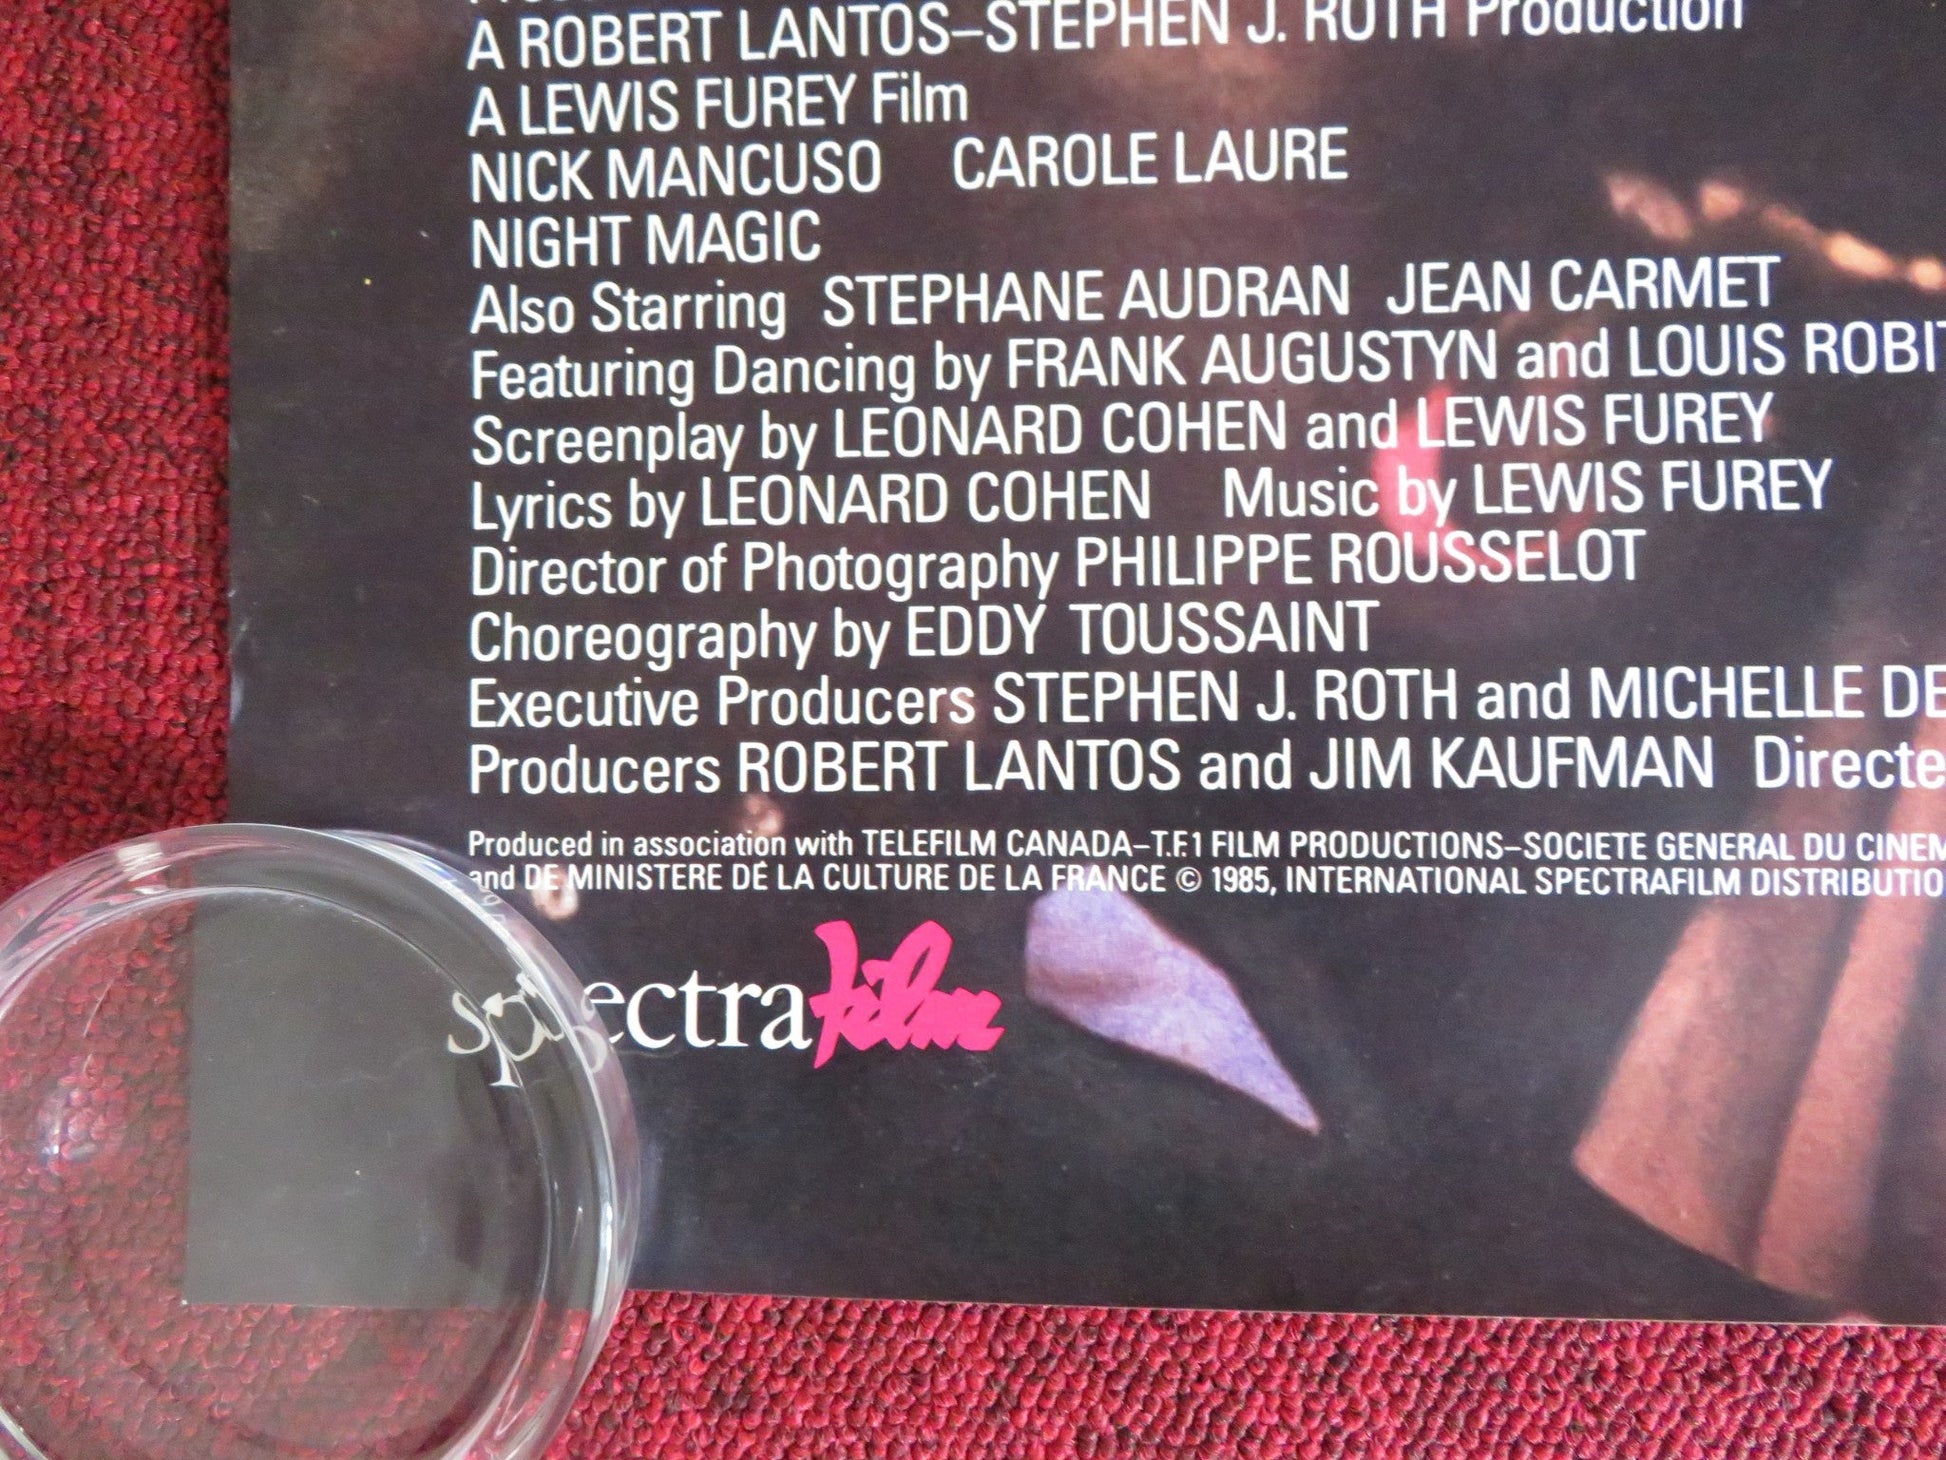 A ROBERT LANTOS–STEPHEN J. ROTH Production
A LEWIS FUREY Film
NICK MANCUSO CAROLE LAURE
NIGHT MAGIC
Also Starring STEPHANE AUDRAN JEAN CARMET
Featuring Dancing by FRANK AUGUSTYN and LOUIS ROBIT
Screenplay by LEONARD COHEN and LEWIS FUREY
Lyrics by LEONARD COHEN Music by LEWIS FUREY
Director of Photography PHILIPPE ROUSSELOT
Choreography by EDDY TOUSSAINT
Executive Producers STEPHEN J. ROTH and MICHELLE DE
Producers ROBERT LANTOS and JIM KAUFMAN Directe
Produced in association with TELEFILM CANADA–T.F.1 FILM PRODUCTIONS–SOCIETE GENERAL DU CINEM
and DE MINISTERE DE LA CULTURE DE LA FRANCE © 1985, INTERNATIONAL SPECTRAFILM DISTRIBUTIO
spectrafilm